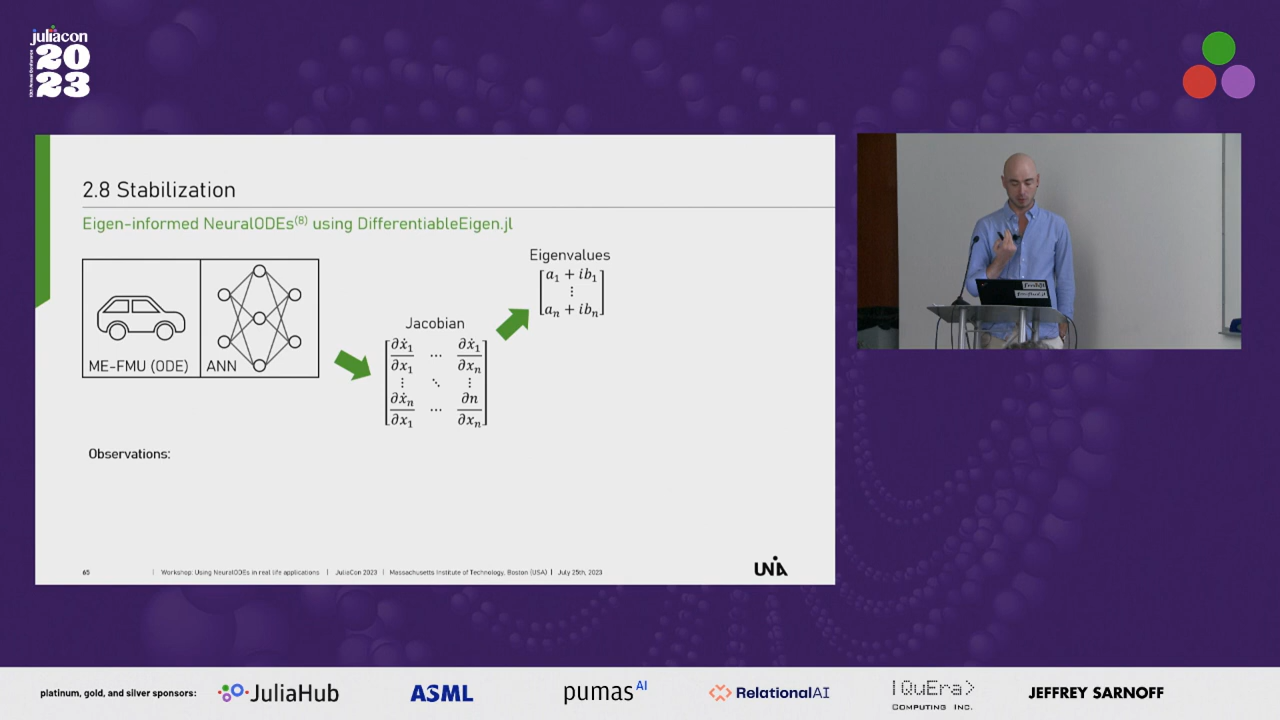 juliacon
20
23
2.8 Stabilization
Eigen-informed NeuralODEs(8) using DifferentiableEigen.jl
ME-FMU (ODE)
ANN
Jacobian
∂ẋ₁/∂x₁ ⋯ ∂ẋ₁/∂xₙ
⋮ ⋱ ⋮
∂ẋₙ/∂x₁ ⋯ ∂n/∂xₙ
Eigenvalues
a₁ + ib₁
⋮
aₙ + ibₙ
Observations:
65 | Workshop: Using NeuralODEs in real life applications | JuliaCon 2023 | Massachusetts Institute of Technology, Boston (USA) | July 25th, 2023
UNIA
platinum, gold, and silver sponsors:
JuliaHub
ASML
pumas AI
RelationalAI
|QuEra>
COMPUTING INC.
JEFFREY SARNOFF